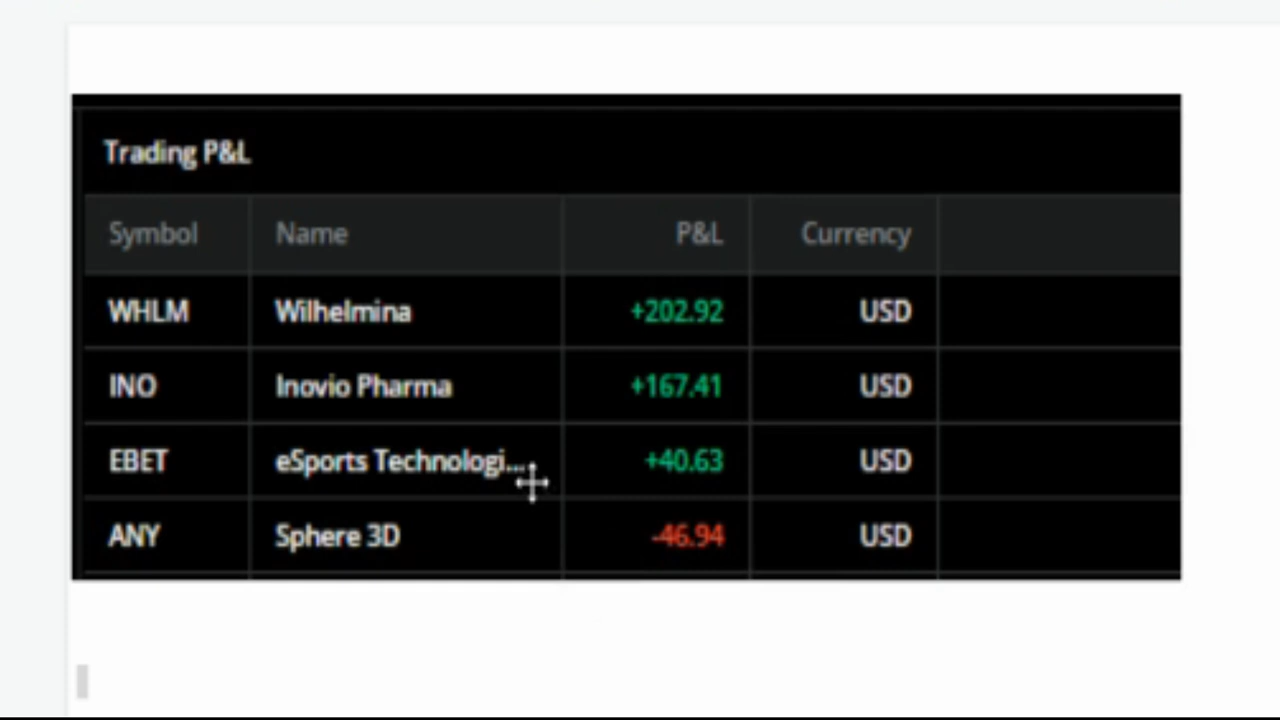 Trading P&L
Symbol Name P&L Currency
WHLM Wilhelmina +202.92 USD
INO Inovio Pharma +167.41 USD
EBET eSports Technologi... +40.63 USD
ANY Sphere 3D -46.94 USD